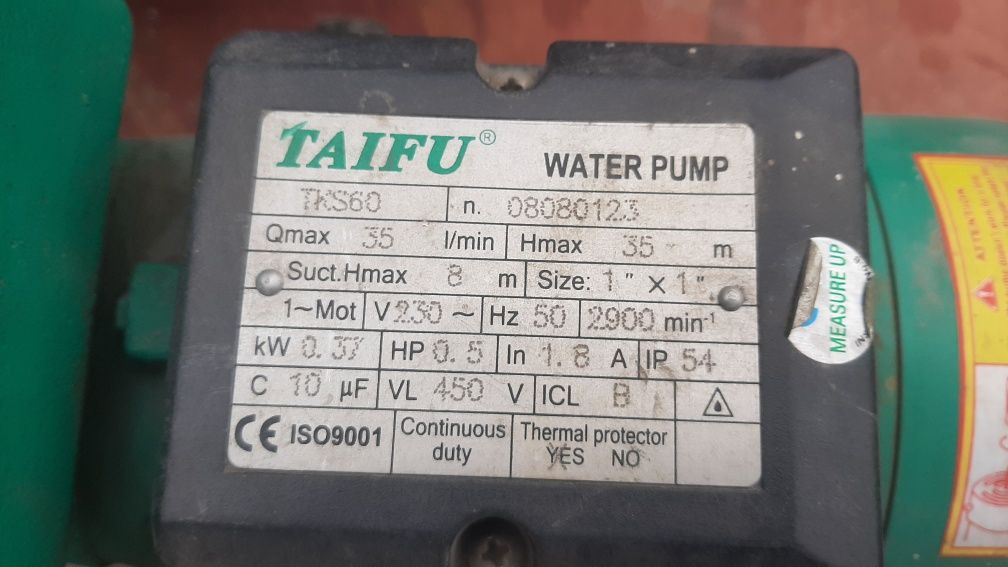 TAIFU® WATER PUMP
TKS60 n. 08080123
Qmax 35 l/min Hmax 35 m
Suct.Hmax 8 m Size: 1" x 1"
1~Mot V 230 ~ Hz 50 2900 min⁻¹
kW 0.37 HP 0.5 In 1.8 A IP 54
C 10 µF VL 450 V ICL B
CE ISO9001 Continuous duty Thermal protector
YES NO
MEASURE UP
ATTENTION